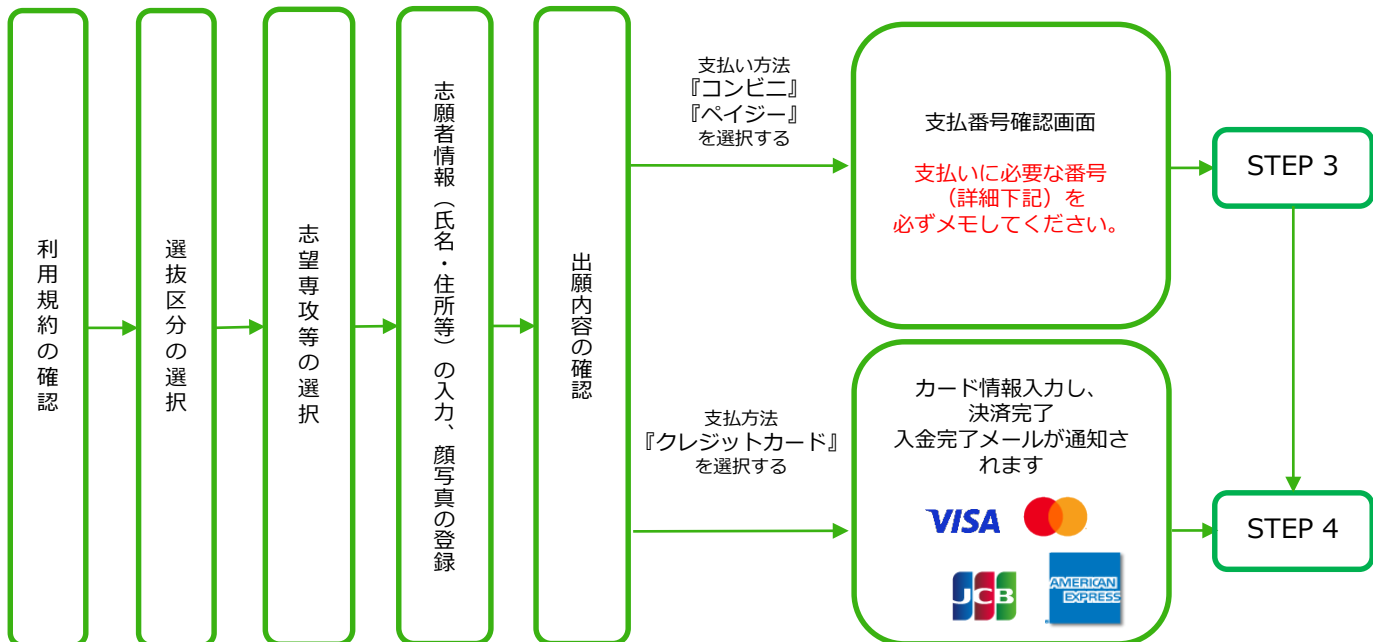 利用規約の確認
選抜区分の選択
志望専攻等の選択
志願者情報（氏名・住所等）の入力、顔写真の登録
出願内容の確認
支払い方法
『コンビニ』
『ペイジー』
を選択する
支払番号確認画面
支払いに必要な番号
（詳細下記）を
必ずメモしてください。
STEP 3
支払方法
『クレジットカード』
を選択する
カード情報入力し、
決済完了
入金完了メールが通知さ
れます
VISA
JCB
AMERICAN
EXPRESS
STEP 4